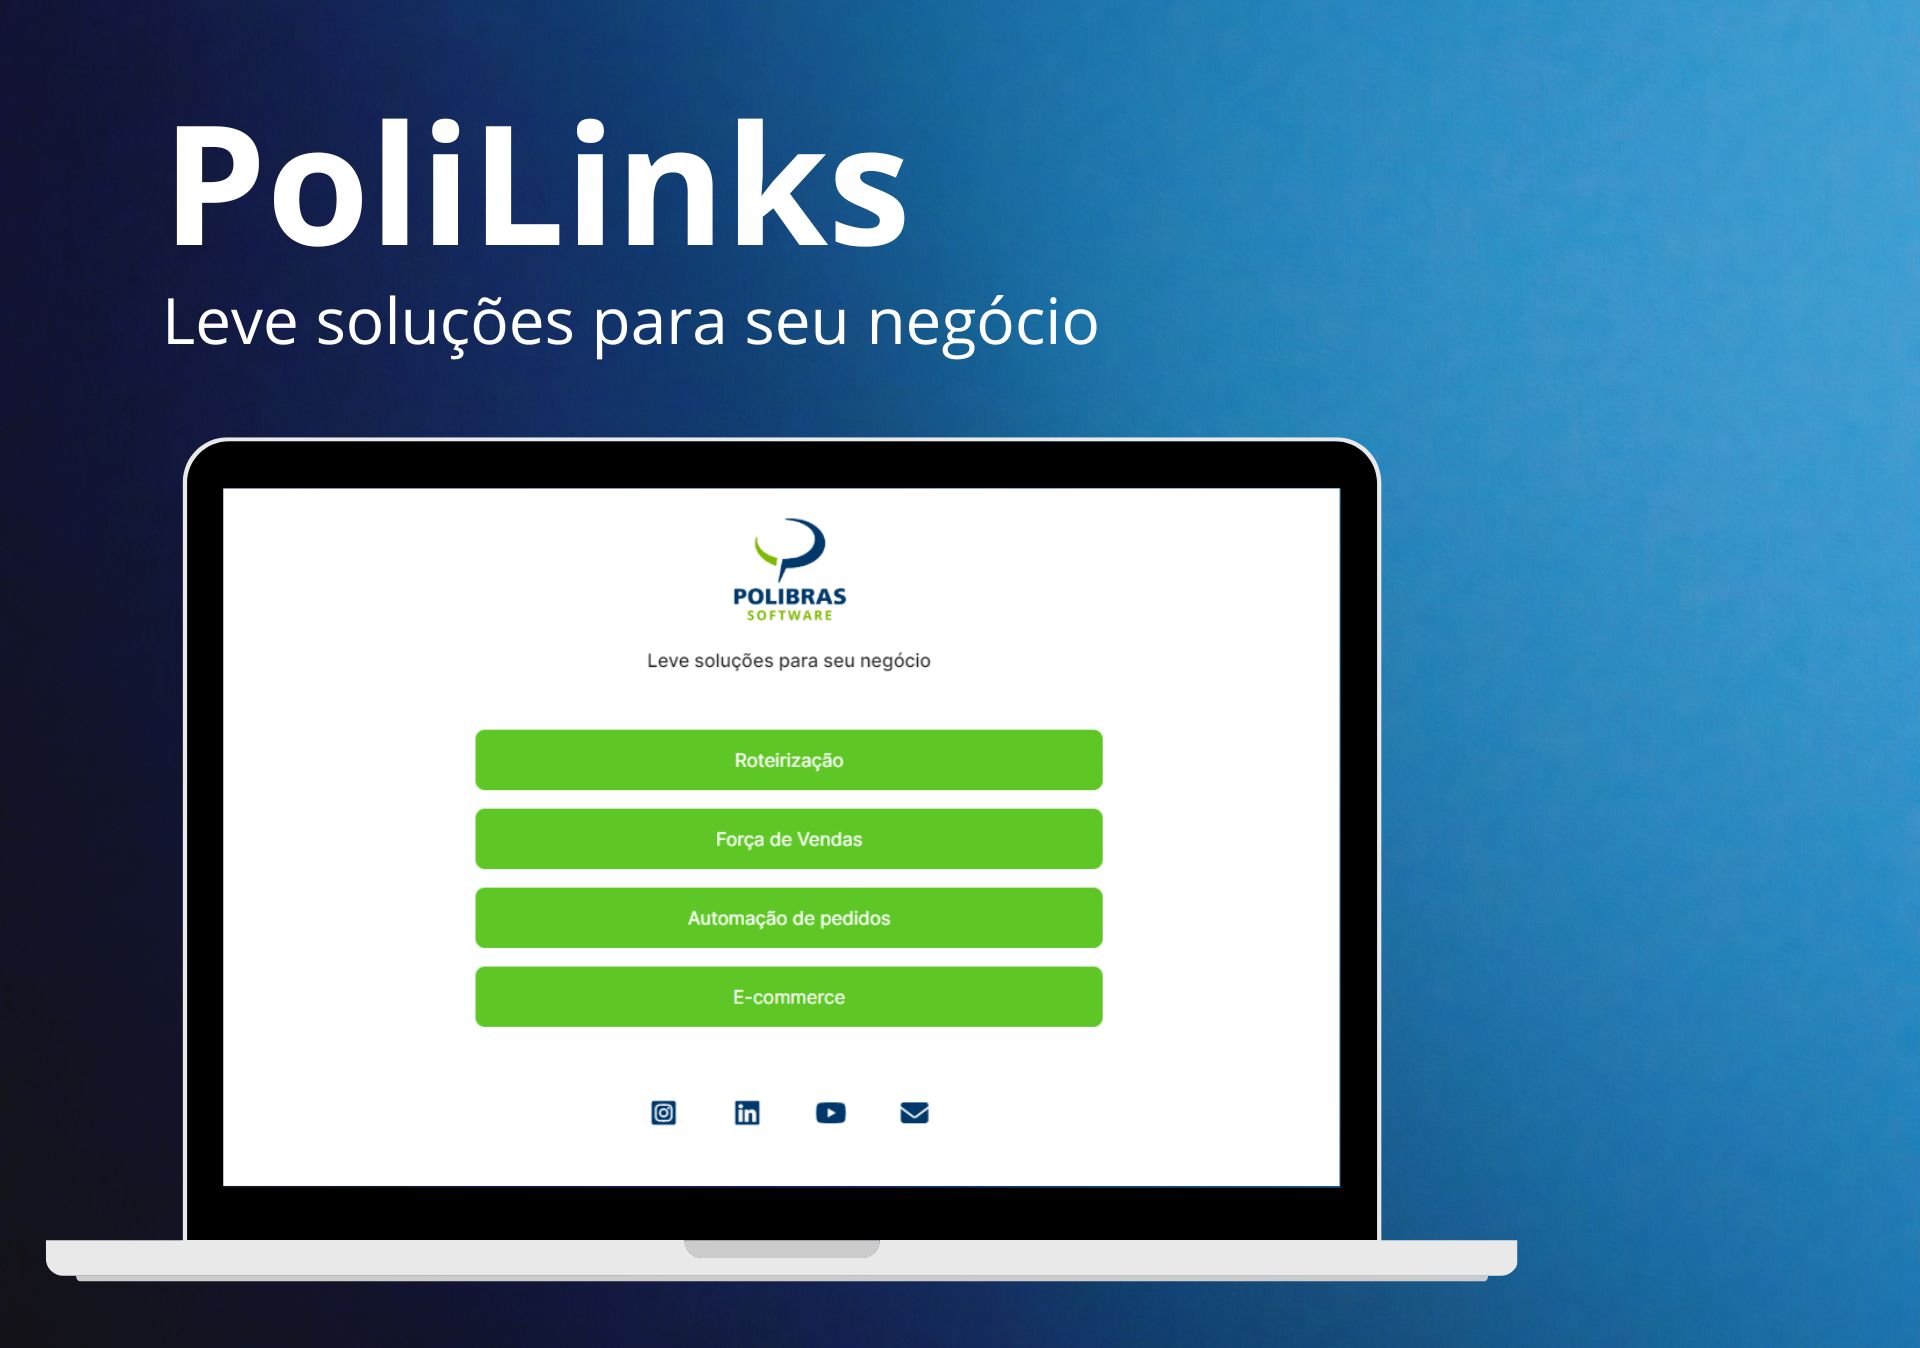 PoliLinks
Leve soluções para seu negócio
POLIBRAS
SOFTWARE
Leve soluções para seu negócio
Roteirização
Força de Vendas
Automação de pedidos
E-commerce